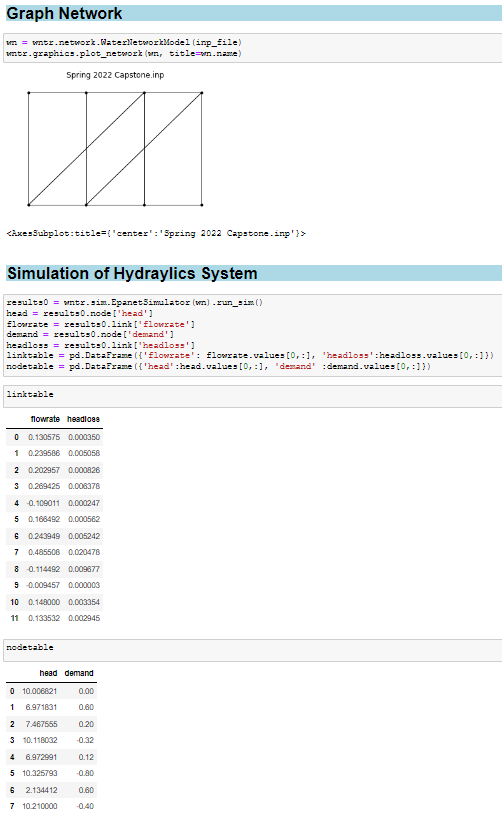 Graph Network
wn = wntr.network.WaterNetworkModel(inp_file)
wntr.graphics.plot_network(wn, title=wn.name)
Spring 2022 Capstone.inp
<AxesSubplot:title={'center':'Spring 2022 Capstone.inp'}>
Simulation of Hydraylics System
results0 = wntr.sim.EpanetSimulator(wn).run_sim()
head = results0.node['head']
flowrate = results0.link['flowrate']
demand = results0.node['demand']
headloss = results0.link['headloss']
linktable = pd.DataFrame({'flowrate': flowrate.values[0,:], 'headloss':headloss.values[0,:]})
nodetable = pd.DataFrame({'head':head.values[0,:], 'demand' :demand.values[0,:]})
linktable
flowrate headloss
0 0.130575 0.000350
1 0.239586 0.005058
2 0.202957 0.000826
3 0.269425 0.006378
4 -0.109011 0.000247
5 0.166492 0.000562
6 0.243949 0.005242
7 0.485508 0.020478
8 -0.114492 0.009677
9 -0.009457 0.000003
10 0.148000 0.003354
11 0.133532 0.002945
nodetable
head demand
0 10.006821 0.00
1 6.971831 0.60
2 7.467555 0.20
3 10.118032 -0.32
4 6.972991 0.12
5 10.325793 -0.80
6 2.134412 0.60
7 10.210000 -0.40